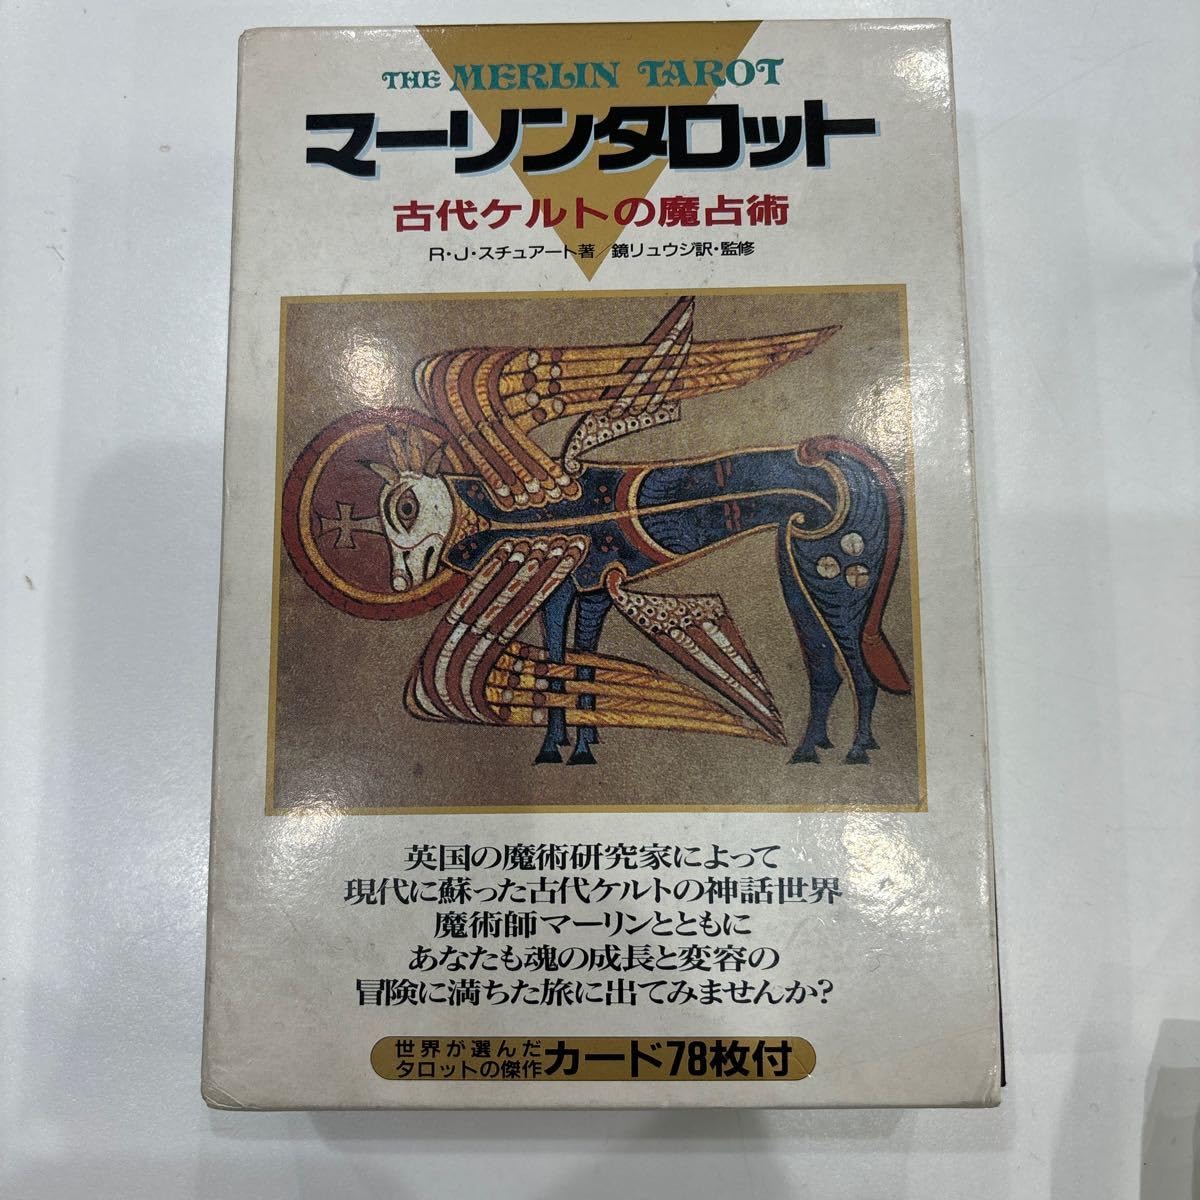 THE MERLIN TAROT
マーリンタロット
古代ケルトの魔占術
R・J・スチュアート著／鏡リュウジ訳・監修
英国の魔術研究家によって
現代に蘇った古代ケルトの神話世界
魔術師マーリンとともに
あなたも魂の成長と変容の
冒険に満ちた旅に出てみませんか?
世界が選んだ
タロットの傑作
カード78枚付